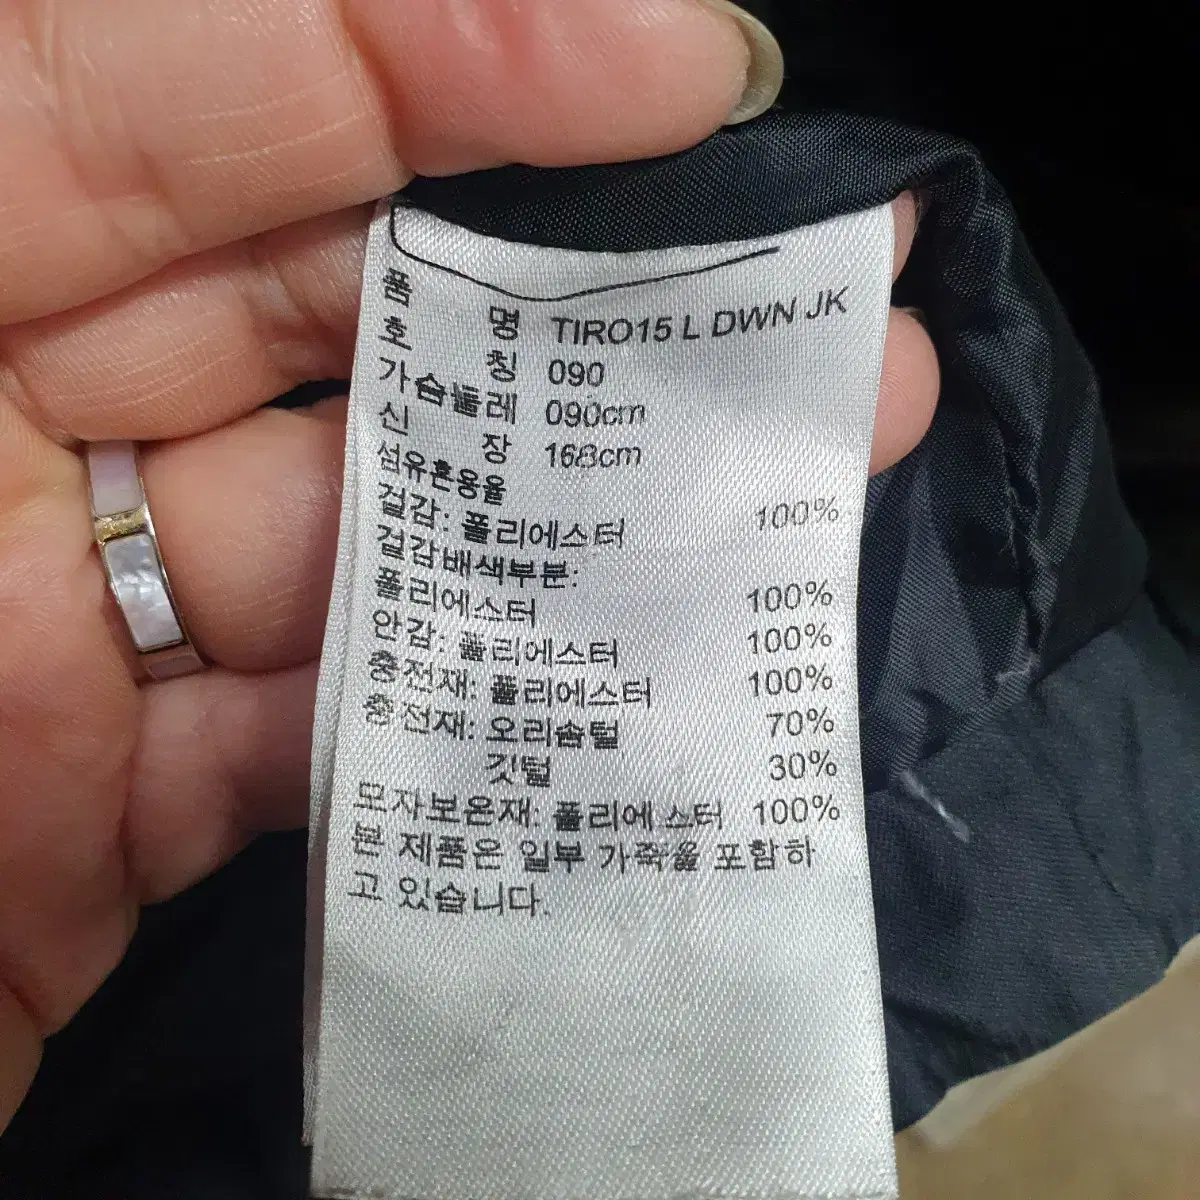 품 명 TIRO15 L DWN JK
호 칭 090
가슴둘레 090cm
신 장 168cm
섬유혼용율
겉감: 폴리에스터 100%
겉감배색부분:
폴리에스터 100%
안감: 폴리에스터 100%
충전재: 폴리에스터 100%
충전재: 오리솜털 70%
깃털 30%
모자보온재: 폴리에스터 100%
본 제품은 일부 가죽을 포함하
고 있습니다.